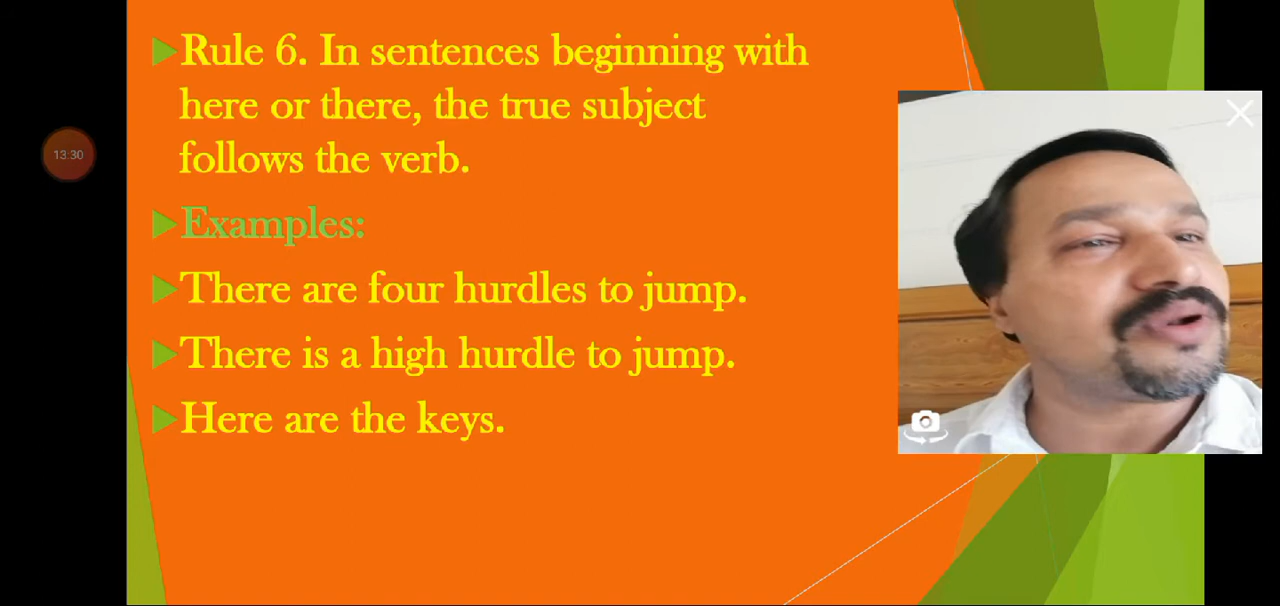 Rule 6. In sentences beginning with
here or there, the true subject
follows the verb.
Examples:
There are four hurdles to jump.
There is a high hurdle to jump.
Here are the keys.
13:30